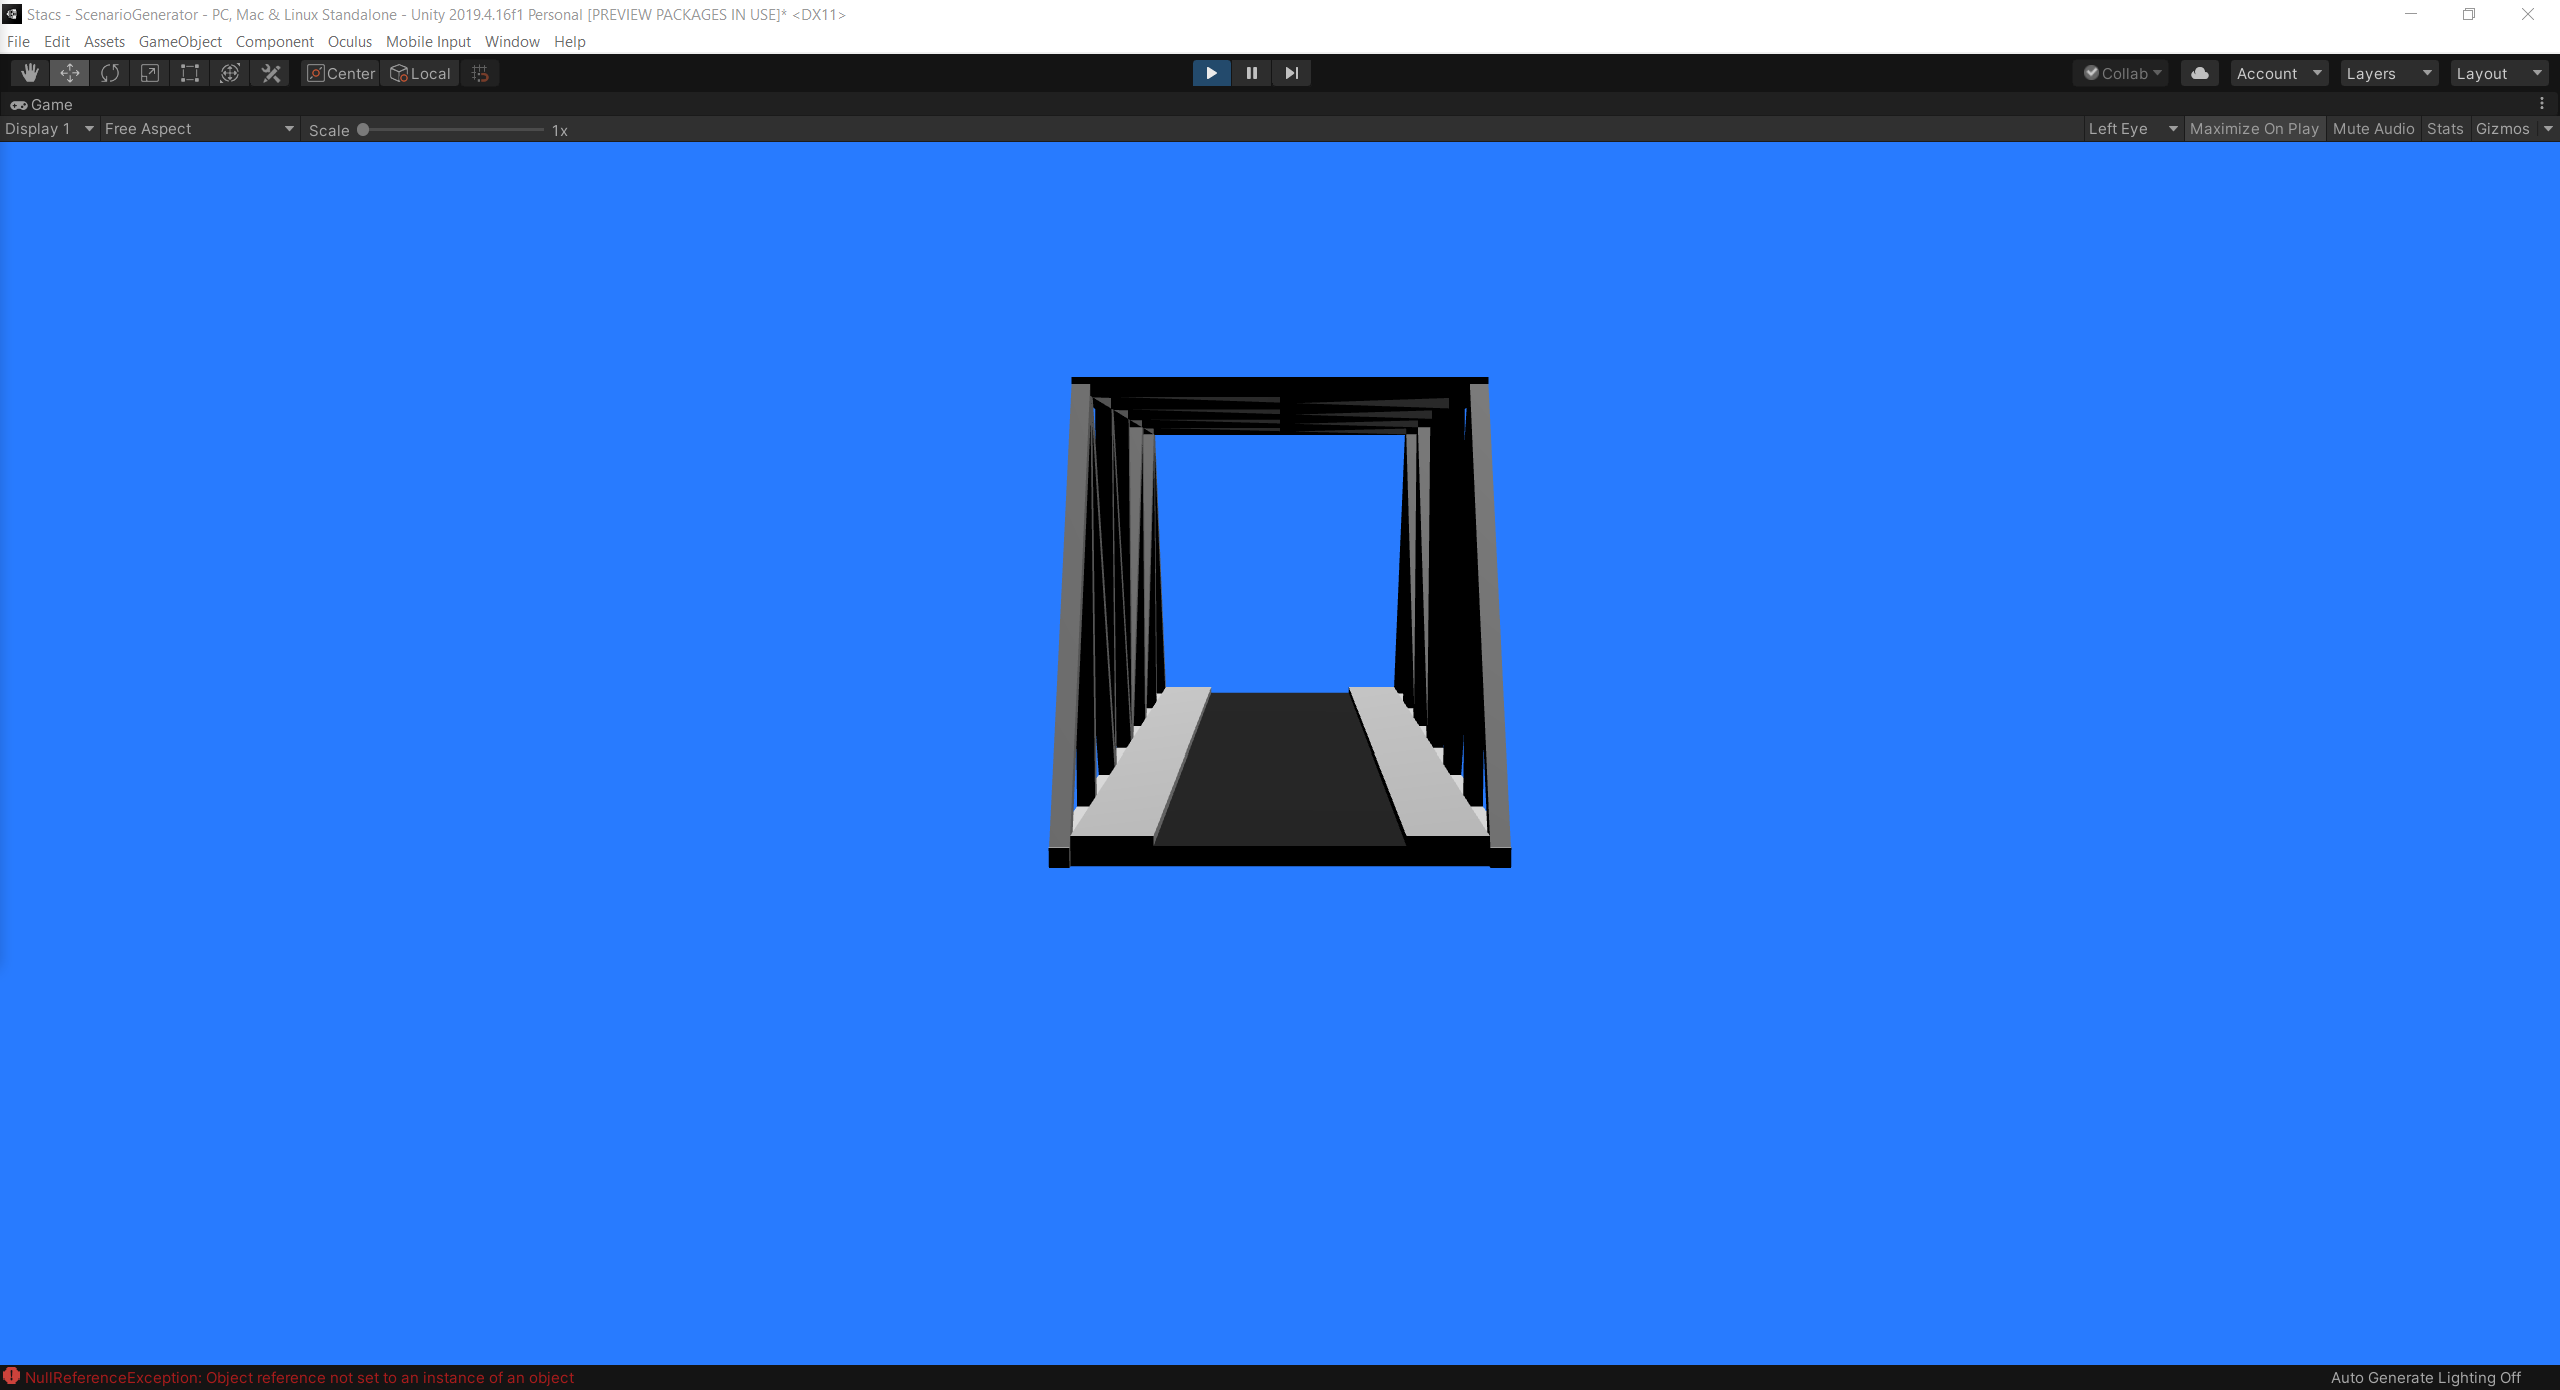 Stacs - ScenarioGenerator - PC, Mac & Linux Standalone - Unity 2019.4.16f1 Personal [PREVIEW PACKAGES IN USE]* <DX11>
File Edit Assets GameObject Component Oculus Mobile Input Window Help
Center Local Collab Account Layers Layout
Game
Display 1 Free Aspect Scale 1x Left Eye Maximize On Play Mute Audio Stats Gizmos
NullReferenceException: Object reference not set to an instance of an object Auto Generate Lighting Off